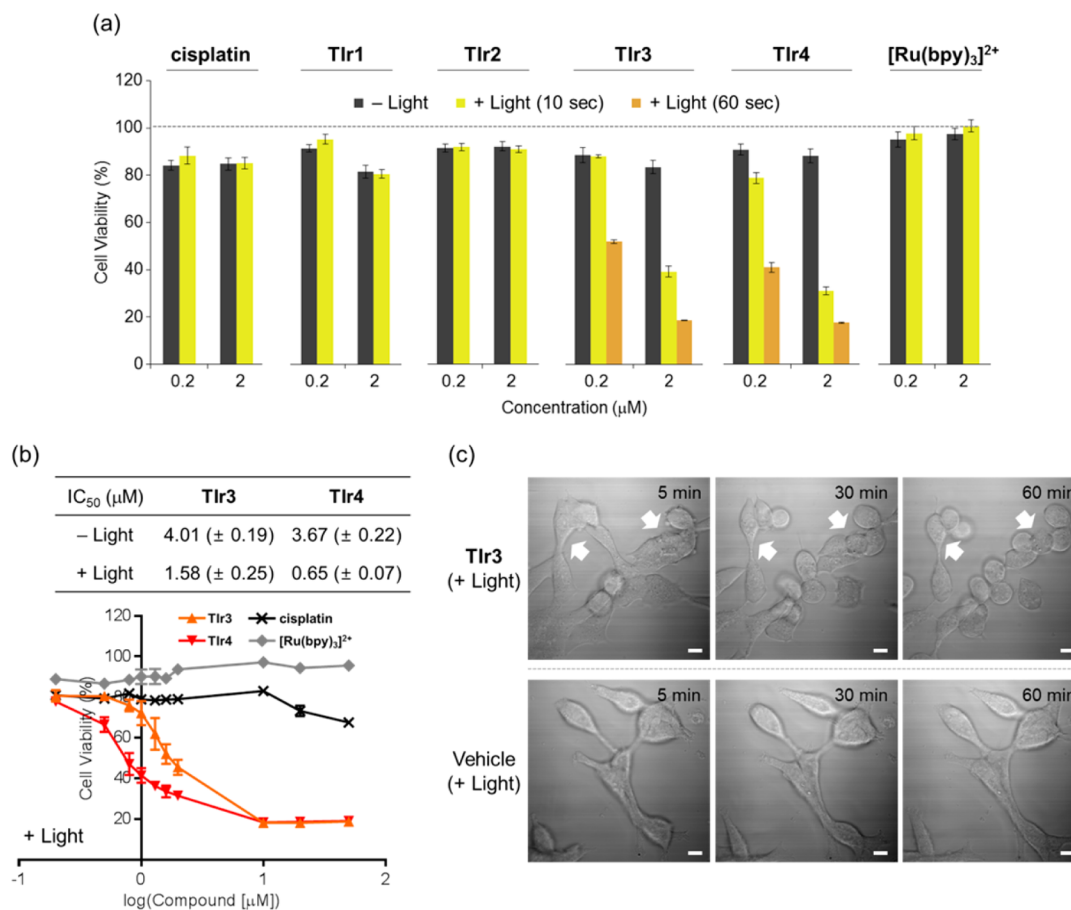 (a)
cisplatin TIr1 TIr2 TIr3 TIr4 [Ru(bpy)₃]²⁺
– Light + Light (10 sec) + Light (60 sec)
Cell Viability (%)
120
100
80
60
40
20
0
0.2 2 0.2 2 0.2 2 0.2 2 0.2 2 0.2 2
Concentration (μM)
(b)
IC₅₀ (μM) TIr3 TIr4
– Light 4.01 (± 0.19) 3.67 (± 0.22)
+ Light 1.58 (± 0.25) 0.65 (± 0.07)
TIr3 cisplatin
TIr4 [Ru(bpy)₃]²⁺
Cell Viability (%)
120
100
80
60
40
20
+ Light
-1 0 1 2
log(Compound [μM])
(c)
TIr3
(+ Light)
5 min 30 min 60 min
Vehicle
(+ Light)
5 min 30 min 60 min